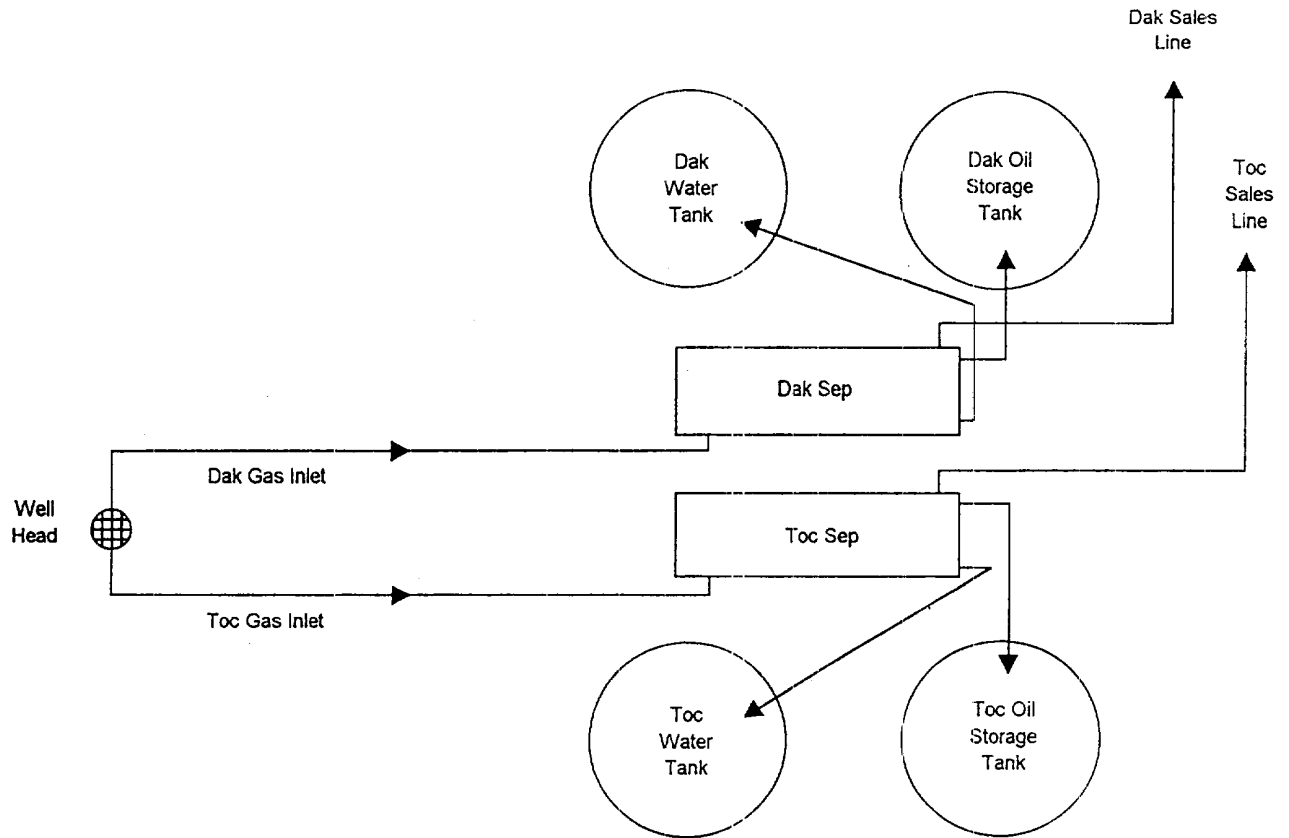 Dak Sales
Line
Dak
Water
Tank
Dak Oil
Storage
Tank
Toc
Sales
Line
Dak Sep
Dak Gas Inlet
Well
Head
Toc Sep
Toc Gas Inlet
Toc
Water
Tank
Toc Oil
Storage
Tank